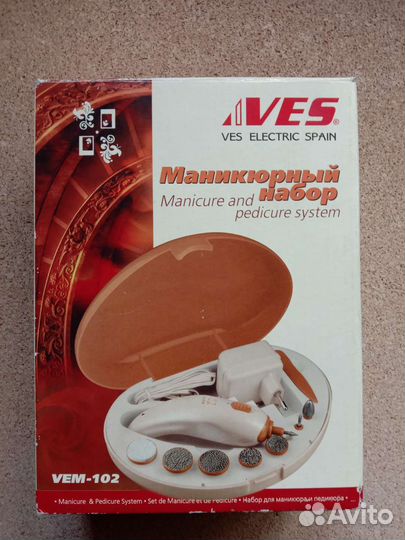 VES®
VES ELECTRIC SPAIN
Маникюрный
набор
Manicure and
pedicure system
VEM-102
• Manicure & Pedicure System • Set de Manicure et de Pedicure • Набор для маникюра и педикюра • ...
Avito